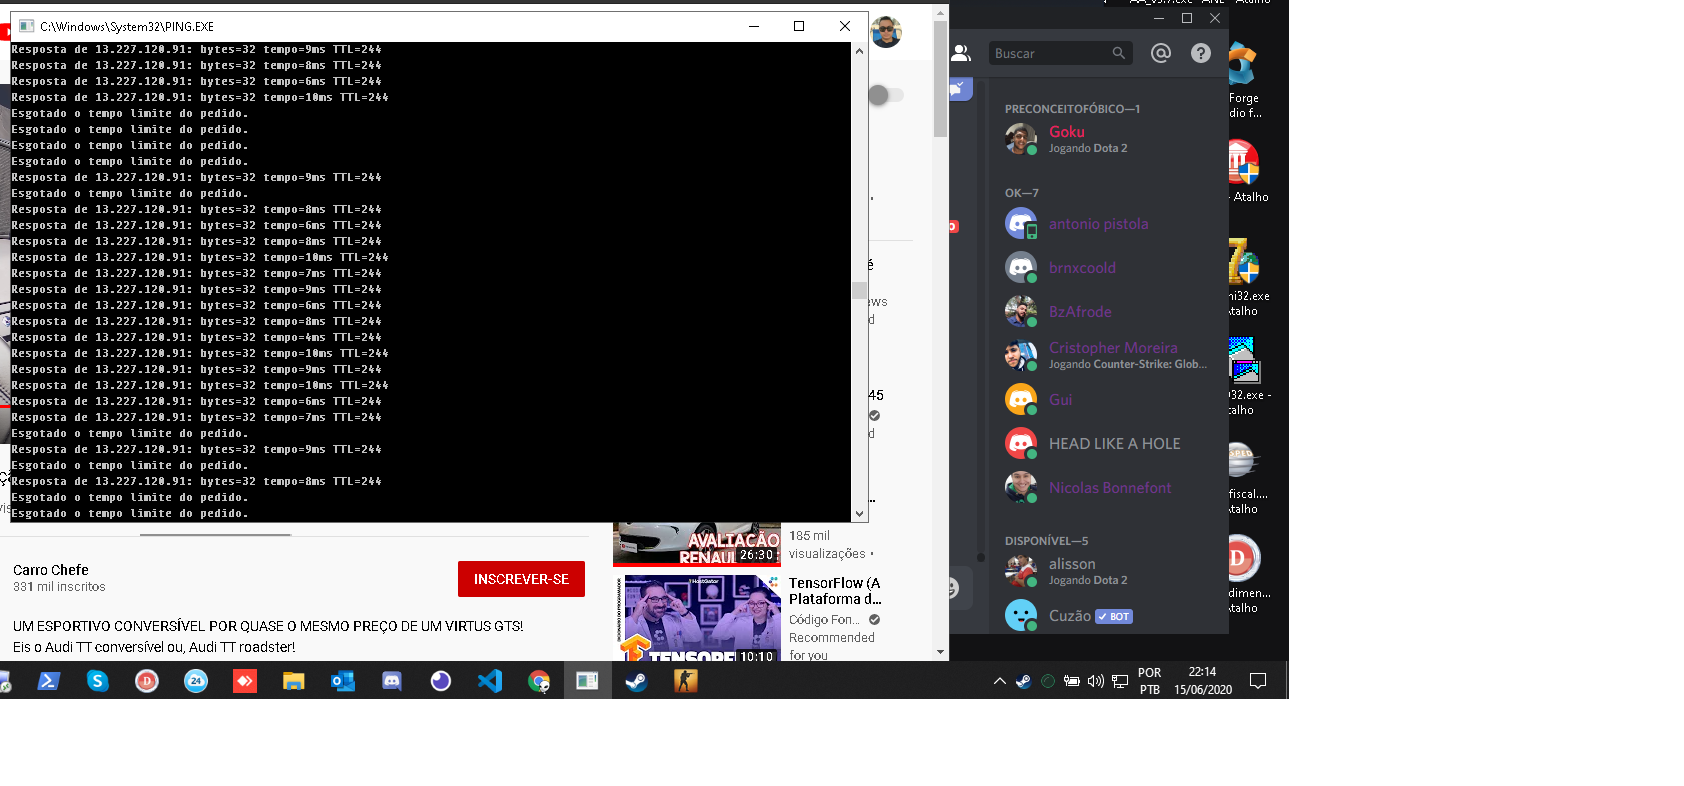 C:\Windows\System32\PING.EXE
Resposta de 13.227.120.91: bytes=32 tempo=9ms TTL=244
Resposta de 13.227.120.91: bytes=32 tempo=8ms TTL=244
Resposta de 13.227.120.91: bytes=32 tempo=6ms TTL=244
Resposta de 13.227.120.91: bytes=32 tempo=10ms TTL=244
Esgotado o tempo limite do pedido.
Esgotado o tempo limite do pedido.
Esgotado o tempo limite do pedido.
Esgotado o tempo limite do pedido.
Resposta de 13.227.120.91: bytes=32 tempo=9ms TTL=244
Esgotado o tempo limite do pedido.
Resposta de 13.227.120.91: bytes=32 tempo=8ms TTL=244
Resposta de 13.227.120.91: bytes=32 tempo=6ms TTL=244
Resposta de 13.227.120.91: bytes=32 tempo=8ms TTL=244
Resposta de 13.227.120.91: bytes=32 tempo=10ms TTL=244
Resposta de 13.227.120.91: bytes=32 tempo=7ms TTL=244
Resposta de 13.227.120.91: bytes=32 tempo=9ms TTL=244
Resposta de 13.227.120.91: bytes=32 tempo=6ms TTL=244
Resposta de 13.227.120.91: bytes=32 tempo=8ms TTL=244
Resposta de 13.227.120.91: bytes=32 tempo=4ms TTL=244
Resposta de 13.227.120.91: bytes=32 tempo=10ms TTL=244
Resposta de 13.227.120.91: bytes=32 tempo=9ms TTL=244
Resposta de 13.227.120.91: bytes=32 tempo=10ms TTL=244
Resposta de 13.227.120.91: bytes=32 tempo=6ms TTL=244
Resposta de 13.227.120.91: bytes=32 tempo=7ms TTL=244
Esgotado o tempo limite do pedido.
Resposta de 13.227.120.91: bytes=32 tempo=9ms TTL=244
Esgotado o tempo limite do pedido.
Resposta de 13.227.120.91: bytes=32 tempo=8ms TTL=244
Esgotado o tempo limite do pedido.
Esgotado o tempo limite do pedido.
é
ews
d
45
d
...
Carro Chefe
331 mil inscritos
INSCREVER-SE
UM ESPORTIVO CONVERSÍVEL POR QUASE O MESMO PREÇO DE UM VIRTUS GTS!
Eis o Audi TT conversível ou, Audi TT roadster!
AVALIAÇÃO
RENAUL
26:30
185 mil
visualizações •
HostGator
TENSORF
10:10
TensorFlow (A
Plataforma d...
Código Fon...
Recommended
for you
Buscar
PRECONCEITOFÓBICO—1
Goku
Jogando Dota 2
OK—7
antonio pistola
brnxcoold
BzAfrode
Cristopher Moreira
Jogando Counter-Strike: Glob...
Gui
HEAD LIKE A HOLE
Nicolas Bonnefont
DISPONÍVEL—5
alisson
Jogando Dota 2
Cuzão BOT
Forge
dio f...
- Atalho
ni32.exe
talho
32.exe -
talho
fiscal....
talho
dimen...
talho
24
POR
PTB
22:14
15/06/2020